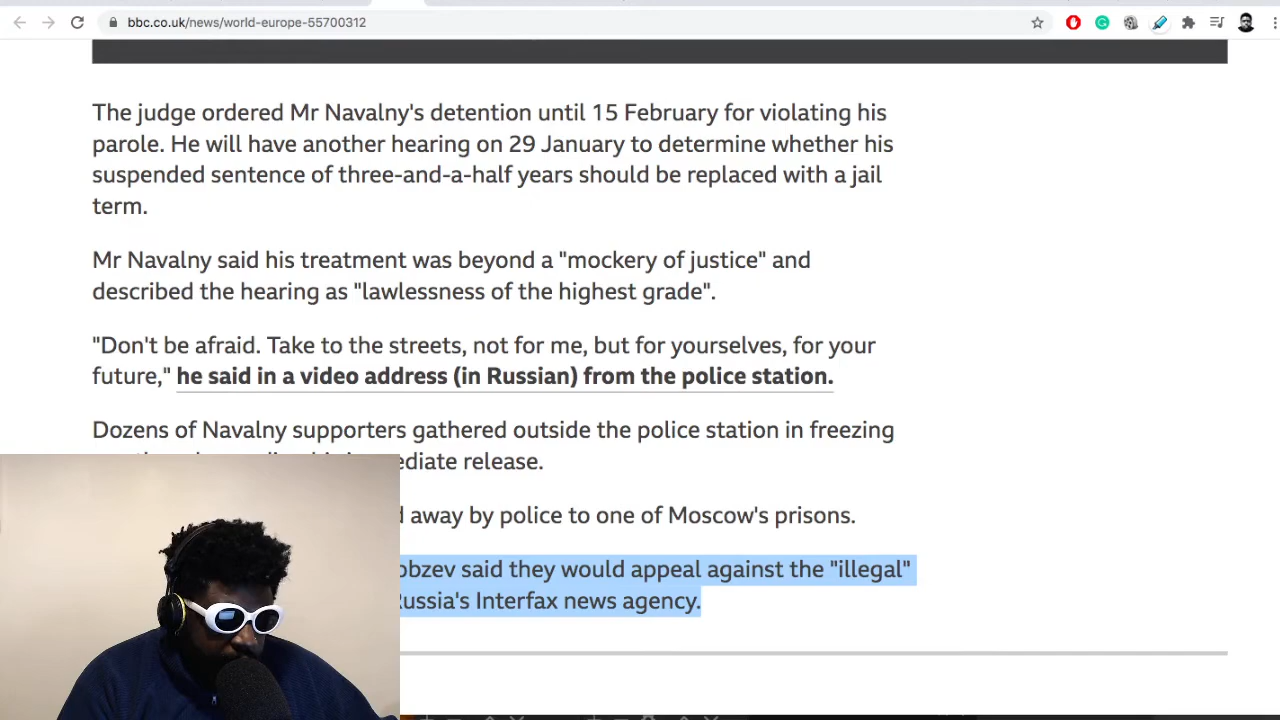 bbc.co.uk/news/world-europe-55700312
The judge ordered Mr Navalny's detention until 15 February for violating his
parole. He will have another hearing on 29 January to determine whether his
suspended sentence of three-and-a-half years should be replaced with a jail
term.
Mr Navalny said his treatment was beyond a "mockery of justice" and
described the hearing as "lawlessness of the highest grade".
"Don't be afraid. Take to the streets, not for me, but for yourselves, for your
future," he said in a video address (in Russian) from the police station.
Dozens of Navalny supporters gathered outside the police station in freezing
release.
away by police to one of Moscow's prisons.
said they would appeal against the "illegal"
Russia's Interfax news agency.